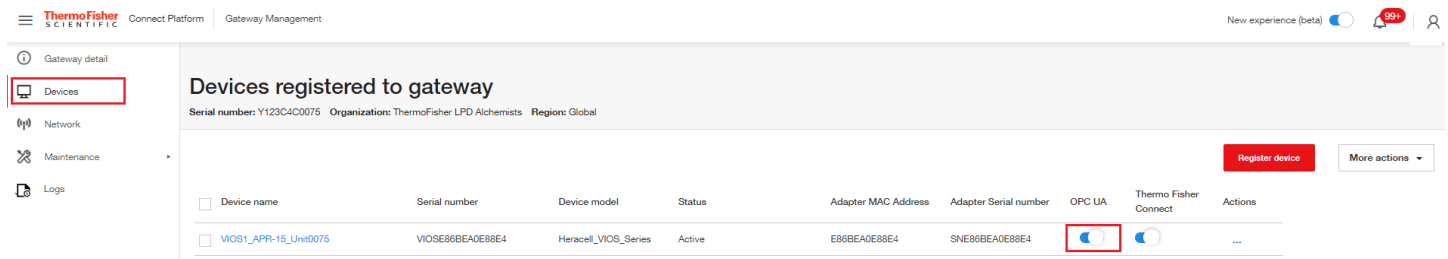 ThermoFisher
SCIENTIFIC
Connect Platform
Gateway Management
New experience (beta)
99+
Gateway detail
Devices
Network
Maintenance
Logs
Devices registered to gateway
Serial number: Y123C4C0075 Organization: ThermoFisher LPD Alchemists Region: Global
Register device
More actions
Device name Serial number Device model Status Adapter MAC Address Adapter Serial number OPC UA Thermo Fisher Connect Actions
VIOS1_APR-15_Unit0075 VIOSE86BEA0E88E4 Heracell_VIOS_Series Active E86BEA0E88E4 SNE86BEA0E88E4 ...